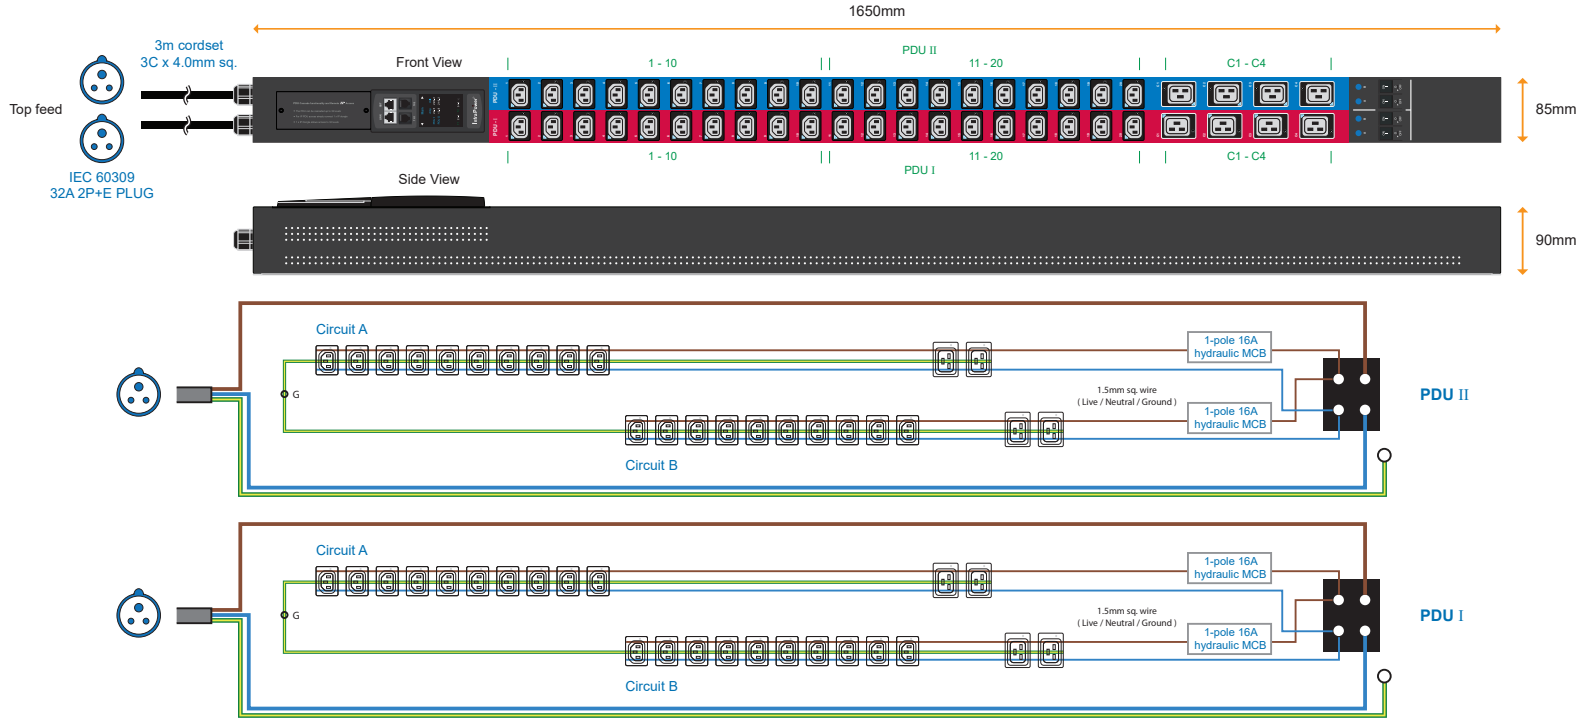 1650mm
3m cordset
3C x 4.0mm sq.
Front View
PDU II
1 - 10
11 - 20
C1 - C4
Top feed
PDU - II
PDU - I
85mm
1 - 10
11 - 20
C1 - C4
PDU I
IEC 60309
32A 2P+E PLUG
Side View
90mm
Circuit A
1-pole 16A
hydraulic MCB
G
1.5mm sq. wire
( Live / Neutral / Ground )
PDU II
1-pole 16A
hydraulic MCB
Circuit B
Circuit A
1-pole 16A
hydraulic MCB
G
1.5mm sq. wire
( Live / Neutral / Ground )
PDU I
1-pole 16A
hydraulic MCB
Circuit B